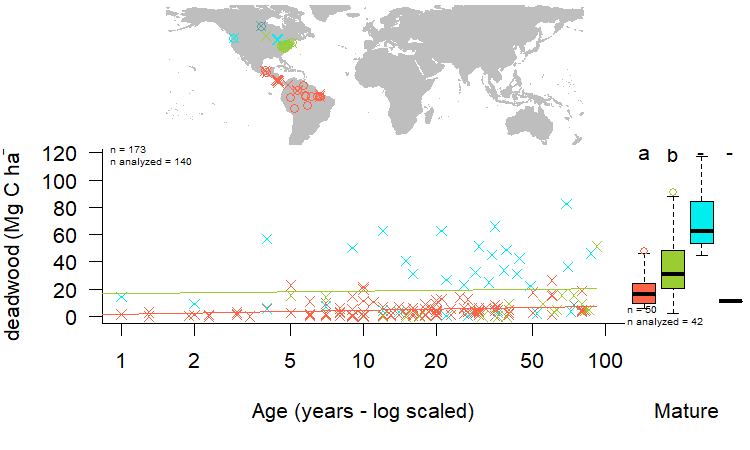 n = 173
n analyzed = 140
deadwood (Mg C ha⁻
120
100
80
60
40
20
0
1 2 5 10 20 50 100
Age (years - log scaled)
a b - -
n = 50
n analyzed = 42
Mature